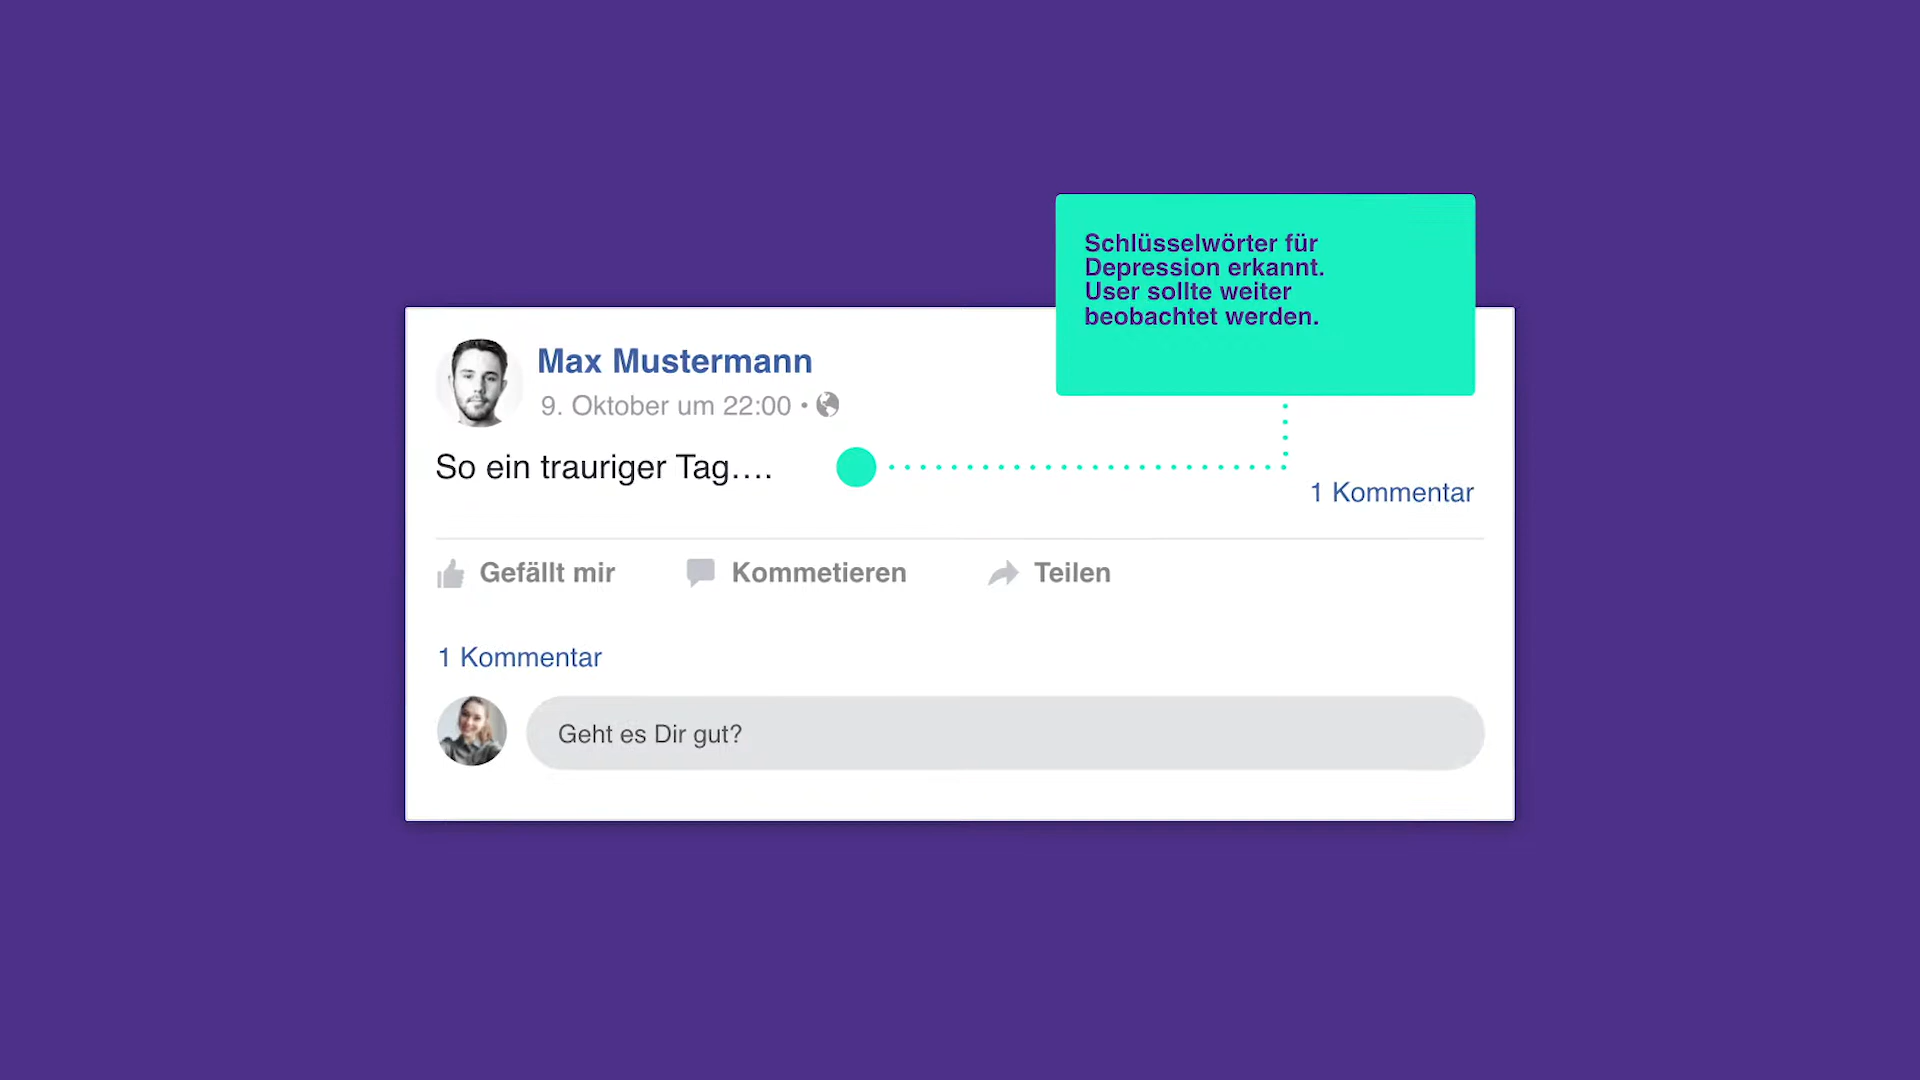 Schlüsselwörter für
Depression erkannt.
User sollte weiter
beobachtet werden.
Max Mustermann
9. Oktober um 22:00 •
So ein trauriger Tag....
1 Kommentar
Gefällt mir
Kommetieren
Teilen
1 Kommentar
Geht es Dir gut?